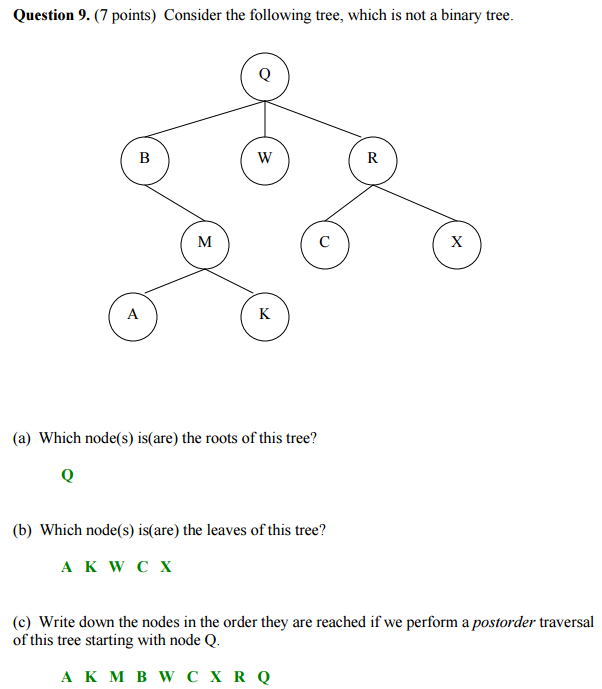 Question 9. (7 points) Consider the following tree, which is not a binary tree.
Q
B W R
M C X
A K
(a) Which node(s) is(are) the roots of this tree?
Q
(b) Which node(s) is(are) the leaves of this tree?
A K W C X
(c) Write down the nodes in the order they are reached if we perform a postorder traversal
of this tree starting with node Q.
A K M B W C X R Q